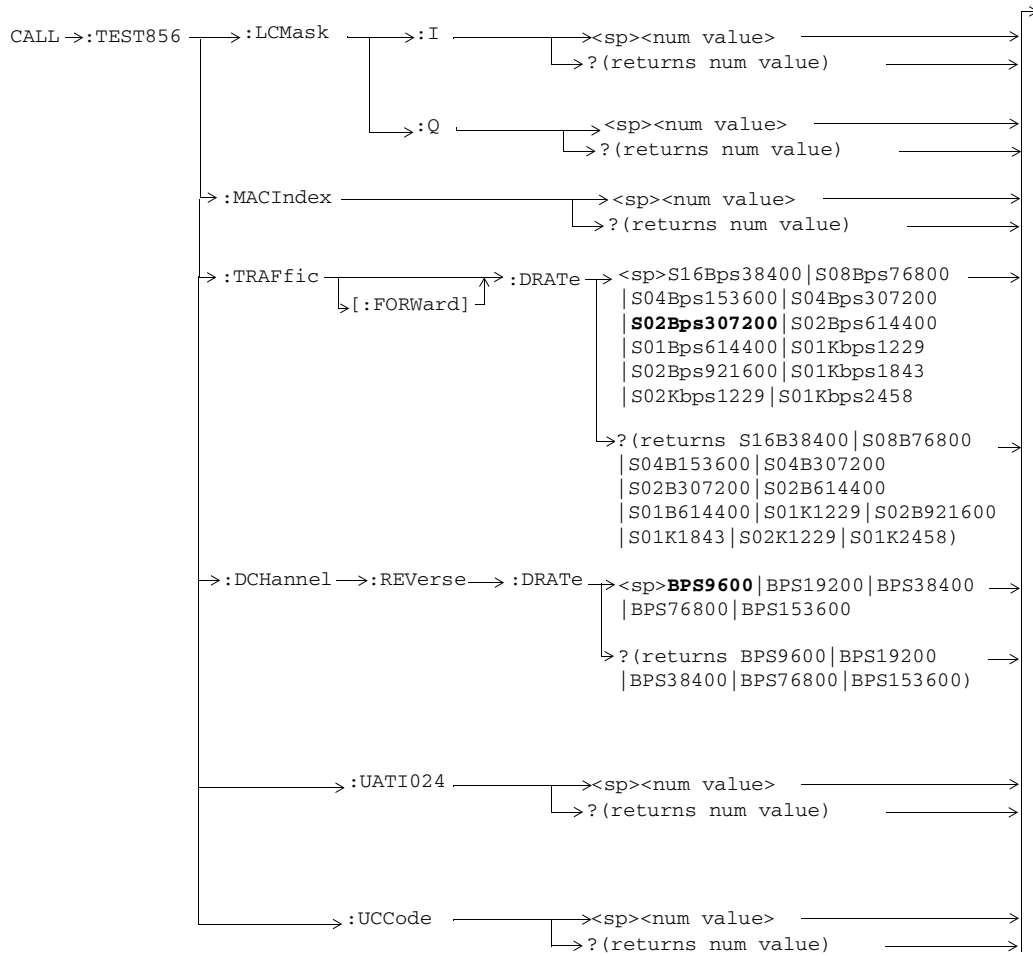 CALL :TEST856 :LCMask :I <sp><num value>
?(returns num value)
:Q <sp><num value>
?(returns num value)
:MACIndex <sp><num value>
?(returns num value)
:TRAFfic :DRATe <sp>S16Bps38400|S08Bps76800
[:FORWard] |S04Bps153600|S04Bps307200
|S02Bps307200|S02Bps614400
|S01Bps614400|S01Kbps1229
|S02Bps921600|S01Kbps1843
|S02Kbps1229|S01Kbps2458
?(returns S16B38400|S08B76800
|S04B153600|S04B307200
|S02B307200|S02B614400
|S01B614400|S01K1229|S02B921600
|S01K1843|S02K1229|S01K2458)
:DCHannel :REVerse :DRATe <sp>BPS9600|BPS19200|BPS38400
|BPS76800|BPS153600
?(returns BPS9600|BPS19200
|BPS38400|BPS76800|BPS153600)
:UATI024 <sp><num value>
?(returns num value)
:UCCode <sp><num value>
?(returns num value)